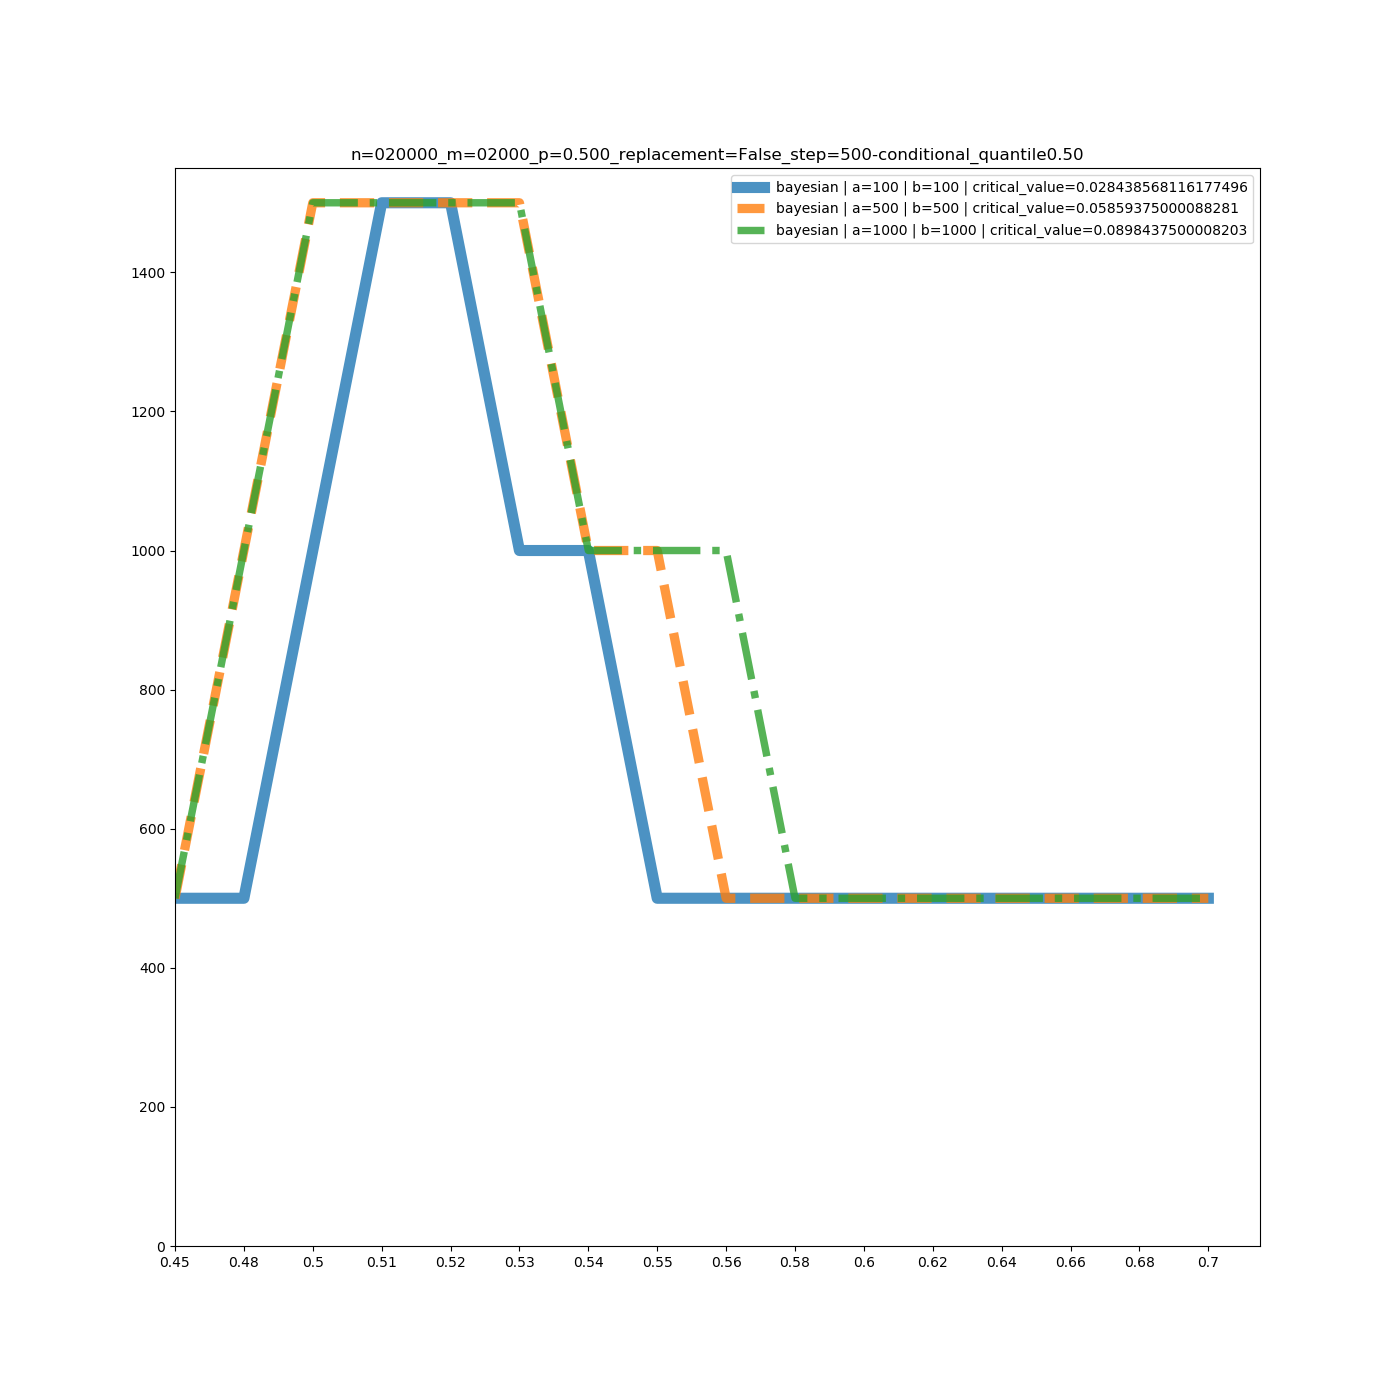 n=020000_m=02000_p=0.500_replacement=False_step=500-conditional_quantile0.50
bayesian | a=100 | b=100 | critical_value=0.028438568116177496
bayesian | a=500 | b=500 | critical_value=0.05859375000088281
bayesian | a=1000 | b=1000 | critical_value=0.0898437500008203
1400
1200
1000
800
600
400
200
0
0.45 0.48 0.5 0.51 0.52 0.53 0.54 0.55 0.56 0.58 0.6 0.62 0.64 0.66 0.68 0.7